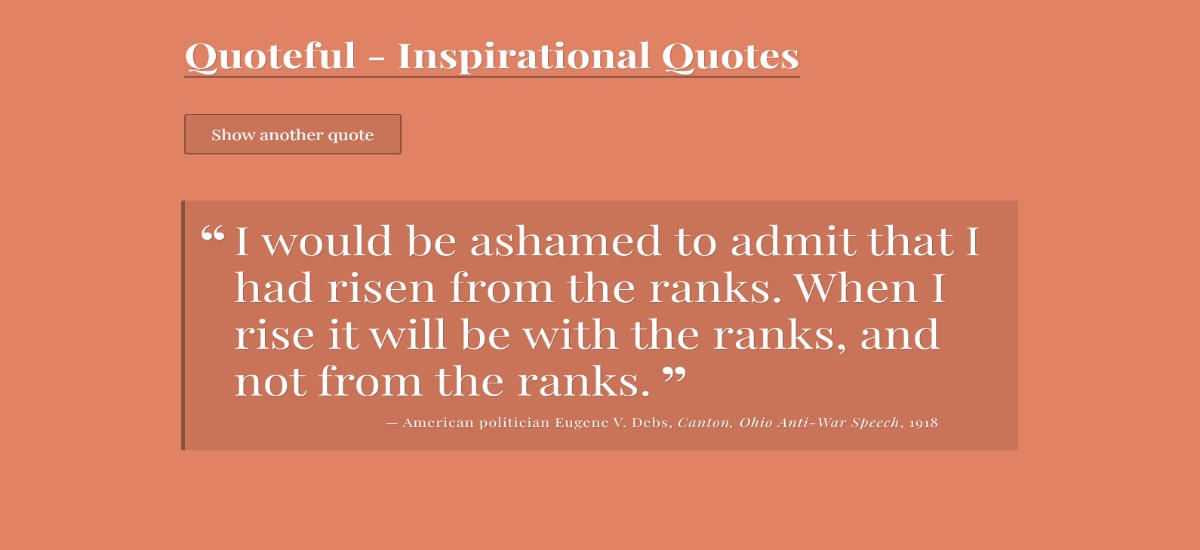 Quoteful - Inspirational Quotes
Show another quote
“ I would be ashamed to admit that I
had risen from the ranks. When I
rise it will be with the ranks, and
not from the ranks. ”
— American politician Eugene V. Debs, Canton, Ohio Anti-War Speech, 1918